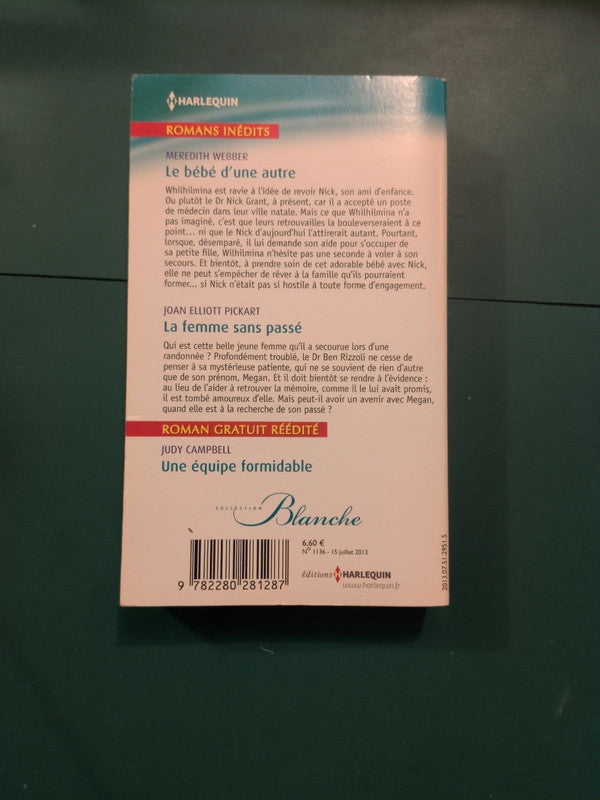 HARLEQUIN
ROMANS INÉDITS
MEREDITH WEBBER
Le bébé d'une autre
Whilhilmina est ravie à l'idée de revoir Nick, son ami d'enfance.
Ou plutôt le Dr Nick Grant, à présent, car il a accepté un poste
de médecin dans leur ville natale. Mais ce que Whilhilmina n'a
pas imaginé, c'est que leurs retrouvailles la bouleverseraient à ce
point... ni que le Nick d'aujourd'hui l'attirerait autant. Pourtant,
lorsque, désemparé, il lui demande son aide pour s'occuper de
sa petite fille, Wilhilmina n'hésite pas une seconde à voler à son
secours. Et bientôt, à prendre soin de cet adorable bébé avec Nick,
elle ne peut s'empêcher de rêver à la famille qu'ils pourraient
former... si Nick n'était pas si hostile à toute forme d'engagement.
JOAN ELLIOTT PICKART
La femme sans passé
Qui est cette belle jeune femme qu'il a secourue lors d'une
randonnée ? Profondément troublé, le Dr Ben Rizzoli ne cesse de
penser à sa mystérieuse patiente, qui ne se souvient de rien d'autre
que de son prénom, Megan. Et il doit bientôt se rendre à l'évidence :
au lieu de l'aider à retrouver la mémoire, comme il le lui avait promis,
il est tombé amoureux d'elle. Mais peut-il avoir un avenir avec Megan,
quand elle est à la recherche de son passé ?
ROMAN GRATUIT RÉÉDITÉ
JUDY CAMPBELL
Une équipe formidable
COLLECTION Blanche
6,60 €
N° 1136 - 15 juillet 2013
9 782280 281287
éditions HARLEQUIN
www.harlequin.fr
2013.07.51.2951.5